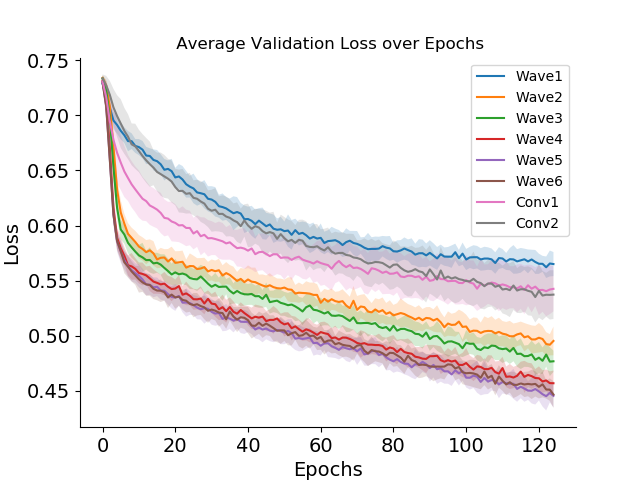 Average Validation Loss over Epochs
Loss
0.75
0.70
0.65
0.60
0.55
0.50
0.45
Wave1
Wave2
Wave3
Wave4
Wave5
Wave6
Conv1
Conv2
0 20 40 60 80 100 120
Epochs